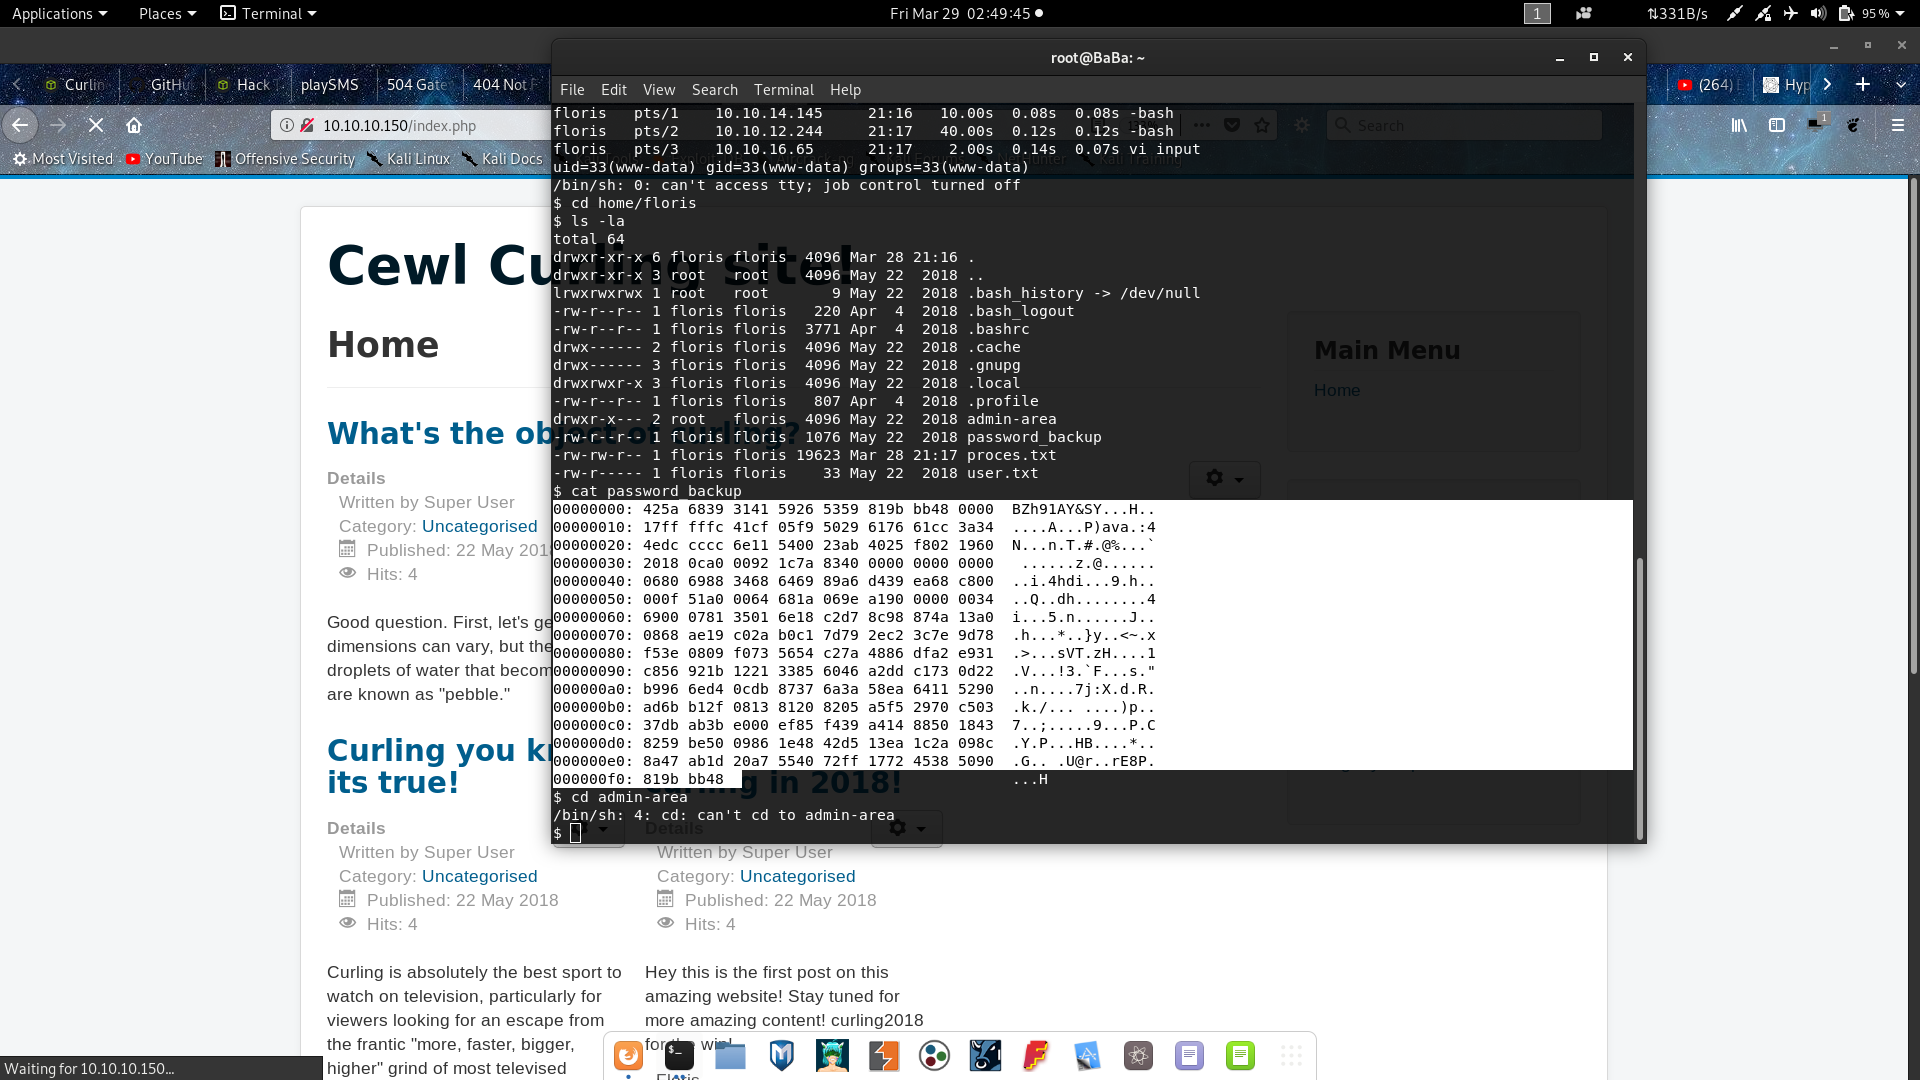 Applications Places Terminal Fri Mar 29 02:49:45 1 331B/s 95%
root@BaBa: ~
Curlin GitHu Hack playSMS 504 Gate 404 Not F (264) Hyp
File Edit View Search Terminal Help
10.10.10.150/index.php Search
Most Visited YouTube Offensive Security Kali Linux Kali Docs
floris pts/1 10.10.14.145 21:16 10.00s 0.08s 0.08s -bash
floris pts/2 10.10.12.244 21:17 40.00s 0.12s 0.12s -bash
floris pts/3 10.10.16.65 21:17 2.00s 0.14s 0.07s vi input
uid=33(www-data) gid=33(www-data) groups=33(www-data)
/bin/sh: 0: can't access tty; job control turned off
$ cd home/floris
$ ls -la
total 64
drwxr-xr-x 6 floris floris 4096 Mar 28 21:16 .
drwxr-xr-x 3 root root 4096 May 22 2018 ..
lrwxrwxrwx 1 root root 9 May 22 2018 .bash_history -> /dev/null
-rw-r--r-- 1 floris floris 220 Apr 4 2018 .bash_logout
-rw-r--r-- 1 floris floris 3771 Apr 4 2018 .bashrc
drwx------ 2 floris floris 4096 May 22 2018 .cache
drwx------ 3 floris floris 4096 May 22 2018 .gnupg
drwxrwxr-x 3 floris floris 4096 May 22 2018 .local
-rw-r--r-- 1 floris floris 807 Apr 4 2018 .profile
drwxr-x--- 2 root floris 4096 May 22 2018 admin-area
-rw-r--r-- 1 floris floris 1076 May 22 2018 password_backup
-rw-rw-r-- 1 floris floris 19623 Mar 28 21:17 proces.txt
-rw-r----- 1 floris floris 33 May 22 2018 user.txt
$ cat password_backup
00000000: 425a 6839 3141 5926 5359 819b bb48 0000 BZh91AY&SY...H..
00000010: 17ff fffc 41cf 05f9 5029 6176 61cc 3a34 ....A...P)ava.:4
00000020: 4edc cccc 6e11 5400 23ab 4025 f802 1960 N...n.T.#.@%...`
00000030: 2018 0ca0 0092 1c7a 8340 0000 0000 0000 ......z.@......
00000040: 0680 6988 3468 6469 89a6 d439 ea68 c800 ..i.4hdi...9.h..
00000050: 000f 51a0 0064 681a 069e a190 0000 0034 ..Q..dh........4
00000060: 6900 0781 3501 6e18 c2d7 8c98 874a 13a0 i...5.n......J..
00000070: 0868 ae19 c02a b0c1 7d79 2ec2 3c7e 9d78 .h...*..}y..<~.x
00000080: f53e 0809 f073 5654 c27a 4886 dfa2 e931 .>...sVT.zH....1
00000090: c856 921b 1221 3385 6046 a2dd c173 0d22 .V...!3.`F...s."
000000a0: b996 6ed4 0cdb 8737 6a3a 58ea 6411 5290 ..n....7j:X.d.R.
000000b0: ad6b b12f 0813 8120 8205 a5f5 2970 c503 .k./... ....)p..
000000c0: 37db ab3b e000 ef85 f439 a414 8850 1843 7..;.....9...P.C
000000d0: 8259 be50 0986 1e48 42d5 13ea 1c2a 098c .Y.P...HB....*..
000000e0: 8a47 ab1d 20a7 5540 72ff 1772 4538 5090 .G.. .U@r..rE8P.
000000f0: 819b bb48 ...H
$ cd admin-area
/bin/sh: 4: cd: can't cd to admin-area
$
Cewl Curling site!
Home
Main Menu
Home
What's the object of curling?
Details
Written by Super User
Category: Uncategorised
Published: 22 May 2018
Hits: 4
Good question. First, let's ge
dimensions can vary, but the
droplets of water that becom
are known as "pebble."
Curling you kn
its true!
Details
Written by Super User
Category: Uncategorised
Published: 22 May 2018
Hits: 4
Curling is absolutely the best sport to
watch on television, particularly for
viewers looking for an escape from
the frantic "more, faster, bigger,
higher" grind of most televised
ing in 2018!
Details
Written by Super User
Category: Uncategorised
Published: 22 May 2018
Hits: 4
Hey this is the first post on this
amazing website! Stay tuned for
more amazing content! curling2018
for the win!
Floris
Waiting for 10.10.10.150...